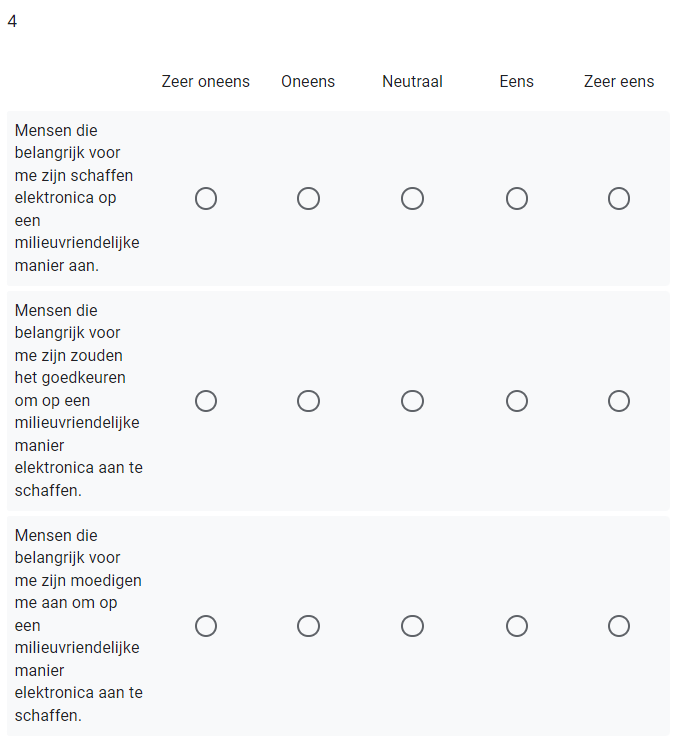 4
Zeer oneens Oneens Neutraal Eens Zeer eens
Mensen die
belangrijk voor
me zijn schaffen
elektronica op
een
milieuvriendelijke
manier aan.
Mensen die
belangrijk voor
me zijn zouden
het goedkeuren
om op een
milieuvriendelijke
manier
elektronica aan te
schaffen.
Mensen die
belangrijk voor
me zijn moedigen
me aan om op
een
milieuvriendelijke
manier
elektronica aan te
schaffen.